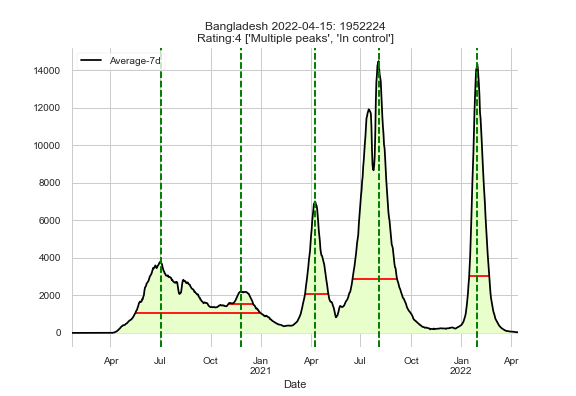 Bangladesh 2022-04-15: 1952224
Rating:4 ['Multiple peaks', 'In control']
Average-7d
14000
12000
10000
8000
6000
4000
2000
0
Apr Jul Oct Jan Apr Jul Oct Jan Apr
2021 2022
Date